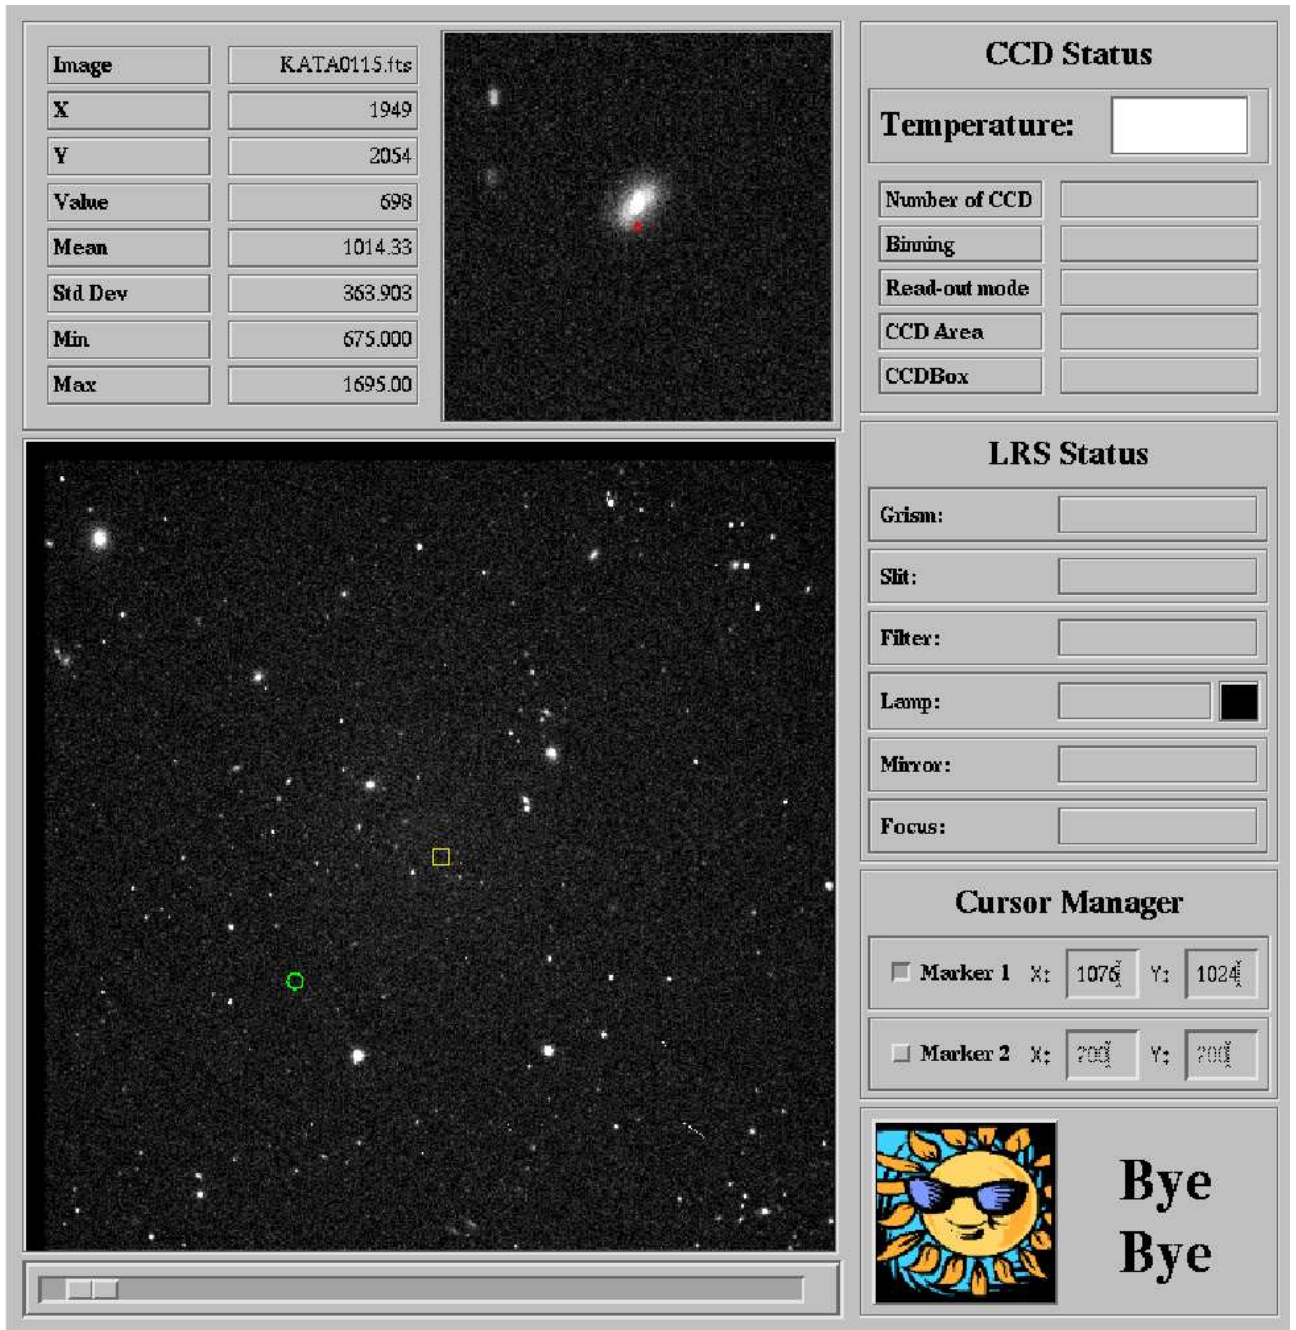 Image KATA0115.fts
X 1949
Y 2054
Value 698
Mean 1014.33
Std Dev 363.903
Min 675.000
Max 1695.00
CCD Status
Temperature:
Number of CCD
Binning
Read-out mode
CCD Area
CCDBox
LRS Status
Grism:
Slit:
Filter:
Lamp:
Mirror:
Focus:
Cursor Manager
Marker 1 X: 1076 Y: 1024
Marker 2 X: 200 Y: 200
Bye
Bye